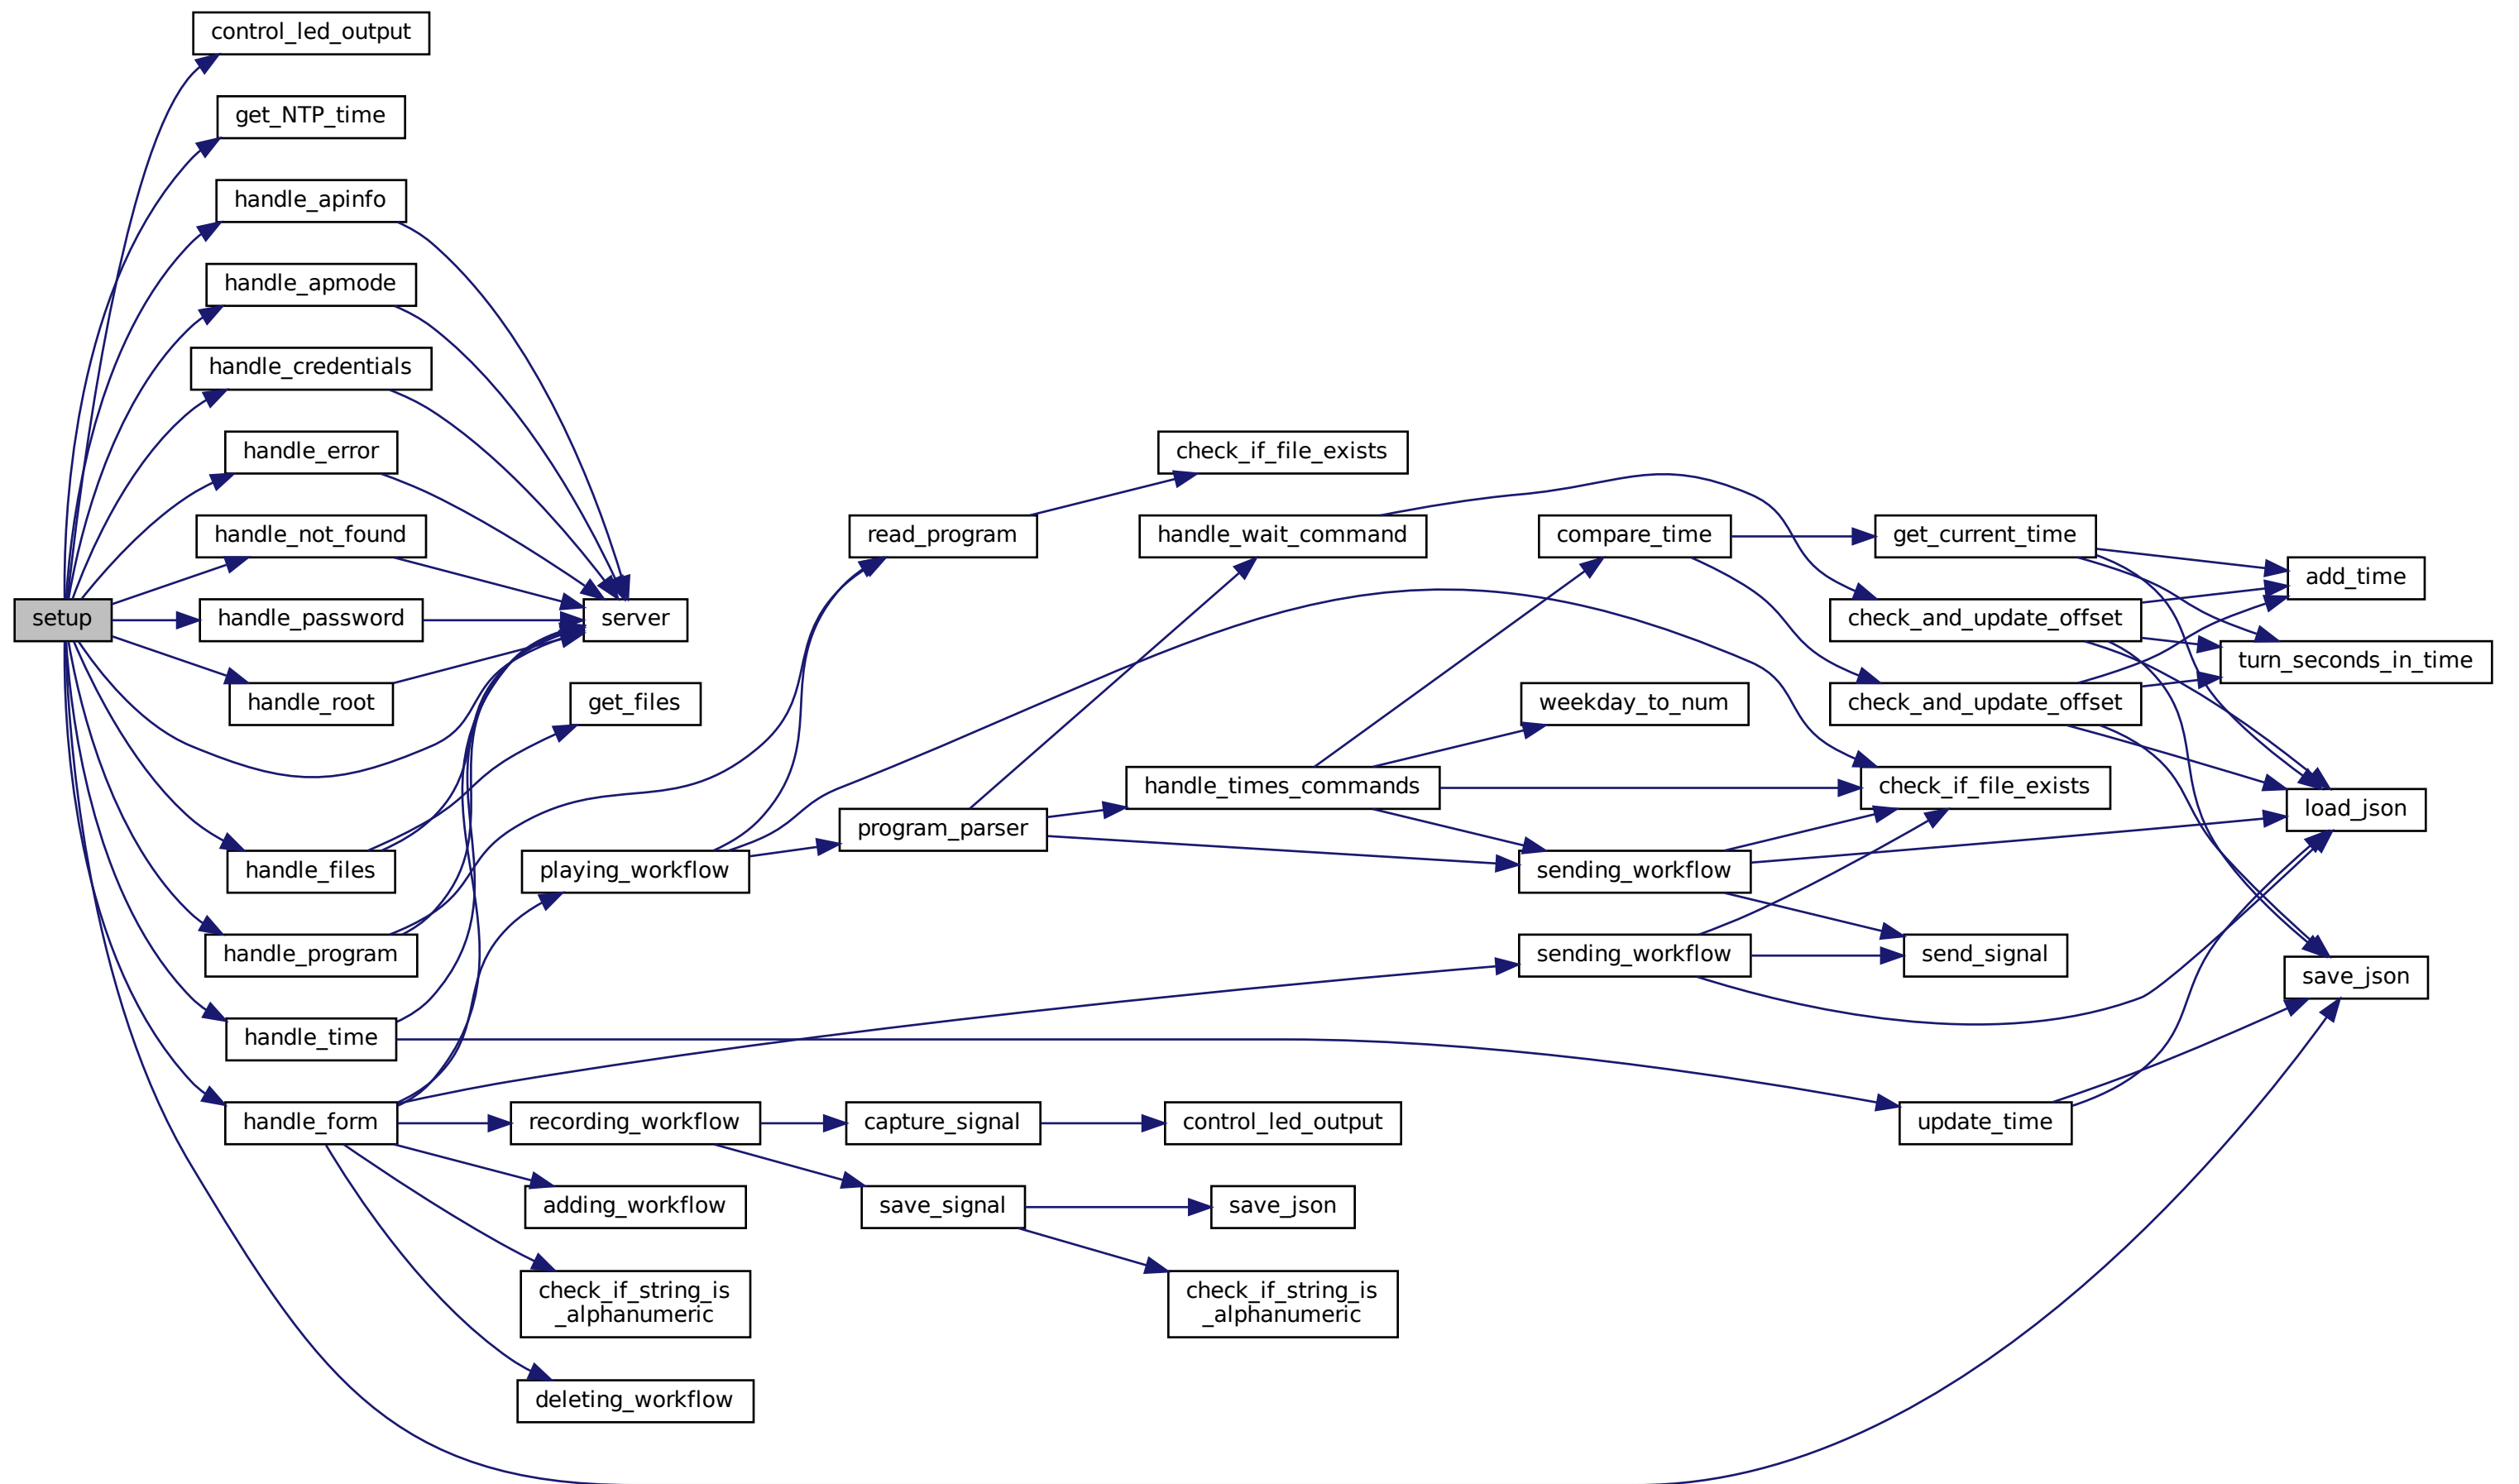 control_led_output
get_NTP_time
handle_apinfo
handle_apmode
handle_credentials
handle_error
handle_not_found
setup
handle_password
handle_root
handle_files
handle_program
handle_time
handle_form
server
get_files
playing_workflow
recording_workflow
adding_workflow
check_if_string_is
_alphanumeric
deleting_workflow
read_program
program_parser
capture_signal
save_signal
check_if_file_exists
handle_wait_command
handle_times_commands
control_led_output
save_json
check_if_string_is
_alphanumeric
compare_time
weekday_to_num
sending_workflow
sending_workflow
get_current_time
check_and_update_offset
check_and_update_offset
check_if_file_exists
send_signal
update_time
add_time
turn_seconds_in_time
load_json
save_json